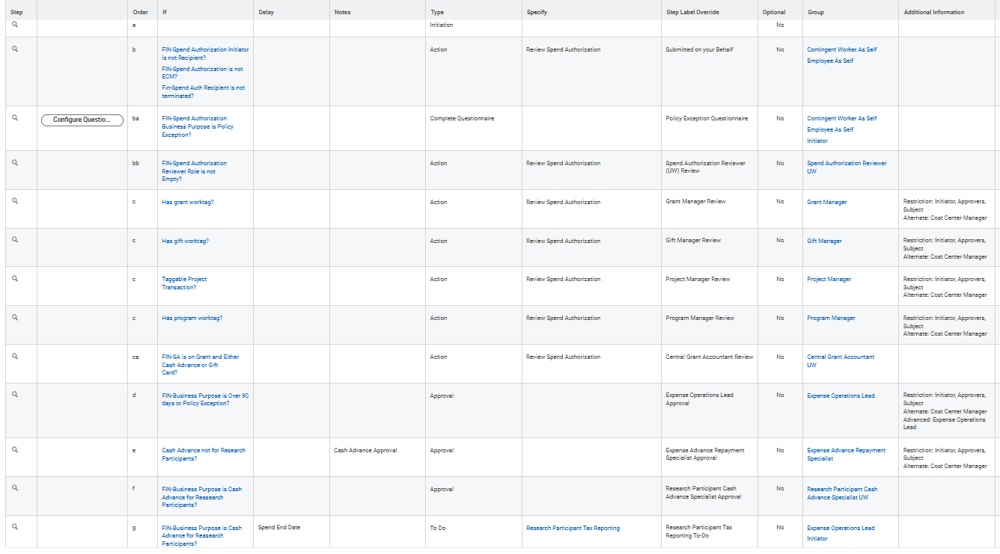 Step Order If Delay Notes Type Specify Step Label Override Optional Group Additional Information
a Initiation No
b FIN-Spend Authorization Initiator Action Review Spend Authorization Submitted on your Behalf No Contingent Worker As Self
is not Recipient? Employee As Self
FIN-Spend Authorization is not
ECM?
Fin-Spend Auth Recipient is not
terminated?
Configure Questio... ba FIN-Spend Authorization Complete Questionnaire Policy Exception Questionnaire No Contingent Worker As Self
Business Purpose is Policy Employee As Self
Exception? Initiator
bb FIN-Spend Authorization Action Review Spend Authorization Spend Authorization Reviewer No Spend Authorization Reviewer
Reviewer Role is not (UW) Review UW
Empty?
c Has grant worktag? Action Review Spend Authorization Grant Manager Review No Grant Manager Restriction: Initiator, Approvers,
Subject
Alternate: Cost Center Manager
c Has gift worktag? Action Review Spend Authorization Gift Manager Review No Gift Manager Restriction: Initiator, Approvers,
Subject
Alternate: Cost Center Manager
c Taggable Project Action Review Spend Authorization Project Manager Review No Project Manager Restriction: Initiator, Approvers,
Transaction? Subject
Alternate: Cost Center Manager
c Has program worktag? Action Review Spend Authorization Program Manager Review No Program Manager Restriction: Initiator, Approvers,
Subject
Alternate: Cost Center Manager
ca FIN-SA is on Grant and Either Action Review Spend Authorization Central Grant Accountant Review No Central Grant Accountant
Cash Advance or Gift UW
Card?
d FIN-Business Purpose is Over 90 Approval Expense Operations Lead No Expense Operations Lead Restriction: Initiator, Approvers,
days or Policy Exception? Approval Subject
Alternate: Cost Center Manager
Advanced: Expense Operations
Lead
e Cash Advance not for Research Cash Advance Approval Approval Expense Advance Repayment No Expense Advance Repayment Restriction: Initiator, Approvers,
Participants? Specialist Approval Specialist Subject
Alternate: Cost Center Manager
f FIN-Business Purpose is Cash Approval Research Participant Cash No Research Participant Cash
Advance for Reasearch Advance Specialist Approval Advance Specialist UW
Participants?
g FIN-Business Purpose is Cash Spend End Date To Do Research Participant Tax Reporting Research Participant Tax No Expense Operations Lead
Advance for Reasearch Reporting To-Do Initiator
Participants?